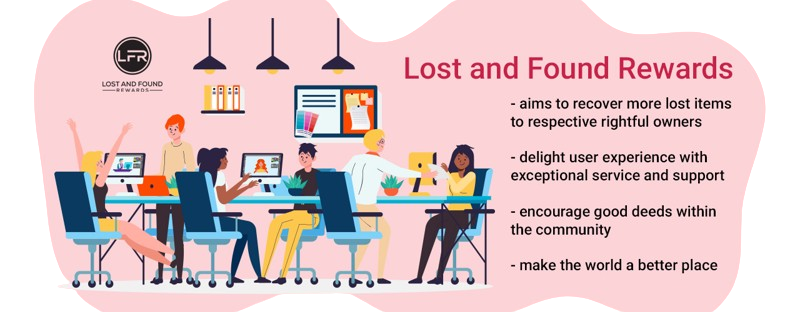 LFR
LOST AND FOUND
REWARDS
Lost and Found Rewards
- aims to recover more lost items
to respective rightful owners
- delight user experience with
exceptional service and support
- encourage good deeds within
the community
- make the world a better place